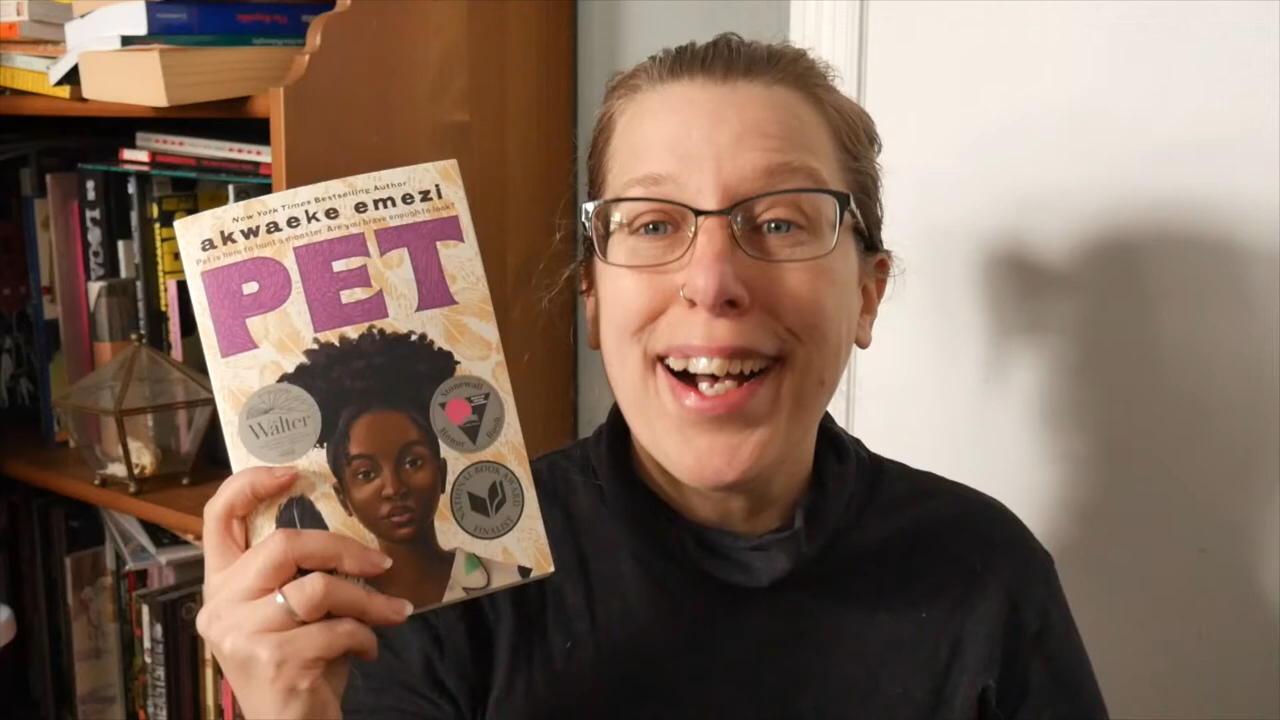 New York Times Bestselling Author
akwaeke emezi
Pet is here to hunt a monster. Are you brave enough to look?
PET
Walter
Stonewall
Honor Book
NATIONAL BOOK AWARD
FINALIST